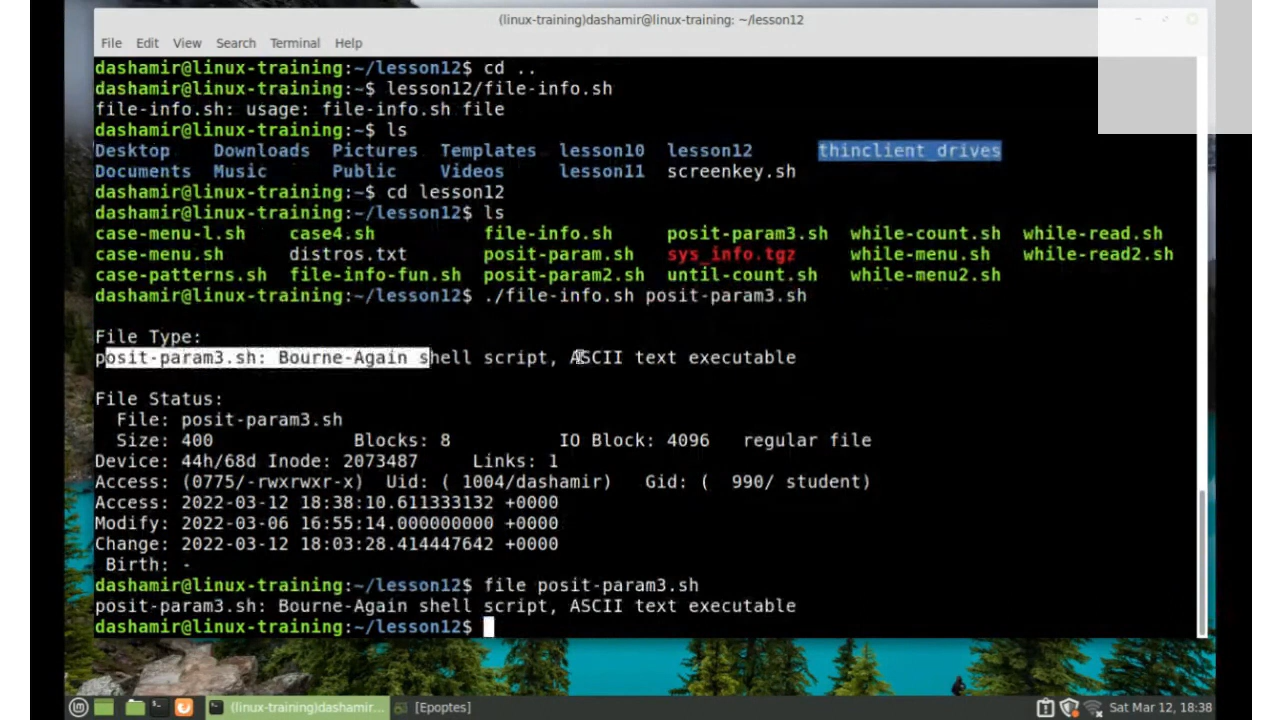 (linux-training)dashamir@linux-training: ~/lesson12
File Edit View Search Terminal Help
dashamir@linux-training:~/lesson12$ cd ..
dashamir@linux-training:~$ lesson12/file-info.sh
file-info.sh: usage: file-info.sh file
dashamir@linux-training:~$ ls
Desktop Downloads Pictures Templates lesson10 lesson12 thinclient_drives
Documents Music Public Videos lesson11 screenkey.sh
dashamir@linux-training:~$ cd lesson12
dashamir@linux-training:~/lesson12$ ls
case-menu-l.sh case4.sh file-info.sh posit-param3.sh while-count.sh while-read.sh
case-menu.sh distros.txt posit-param.sh sys_info.tgz while-menu.sh while-read2.sh
case-patterns.sh file-info-fun.sh posit-param2.sh until-count.sh while-menu2.sh
dashamir@linux-training:~/lesson12$ ./file-info.sh posit-param3.sh
File Type:
posit-param3.sh: Bourne-Again shell script, ASCII text executable
File Status:
File: posit-param3.sh
Size: 400 Blocks: 8 IO Block: 4096 regular file
Device: 44h/68d Inode: 2073487 Links: 1
Access: (0775/-rwxrwxr-x) Uid: ( 1004/dashamir) Gid: ( 990/ student)
Access: 2022-03-12 18:38:10.611333132 +0000
Modify: 2022-03-06 16:55:14.000000000 +0000
Change: 2022-03-12 18:03:28.414447642 +0000
Birth: -
dashamir@linux-training:~/lesson12$ file posit-param3.sh
posit-param3.sh: Bourne-Again shell script, ASCII text executable
dashamir@linux-training:~/lesson12$
(linux-training)dashamir... [Epoptes] Sat Mar 12, 18:38